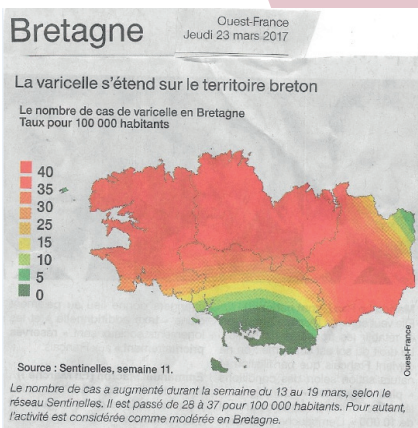 Bretagne
Ouest-France
Jeudi 23 mars 2017
La varicelle s'étend sur le territoire breton
Le nombre de cas de varicelle en Bretagne
Taux pour 100 000 habitants
40
35
30
25
15
10
5
0
Ouest-France
Source : Sentinelles, semaine 11.
Le nombre de cas a augmenté durant la semaine du 13 au 19 mars, selon le
réseau Sentinelles. Il est passé de 28 à 37 pour 100 000 habitants. Pour autant,
l'activité est considérée comme modérée en Bretagne.